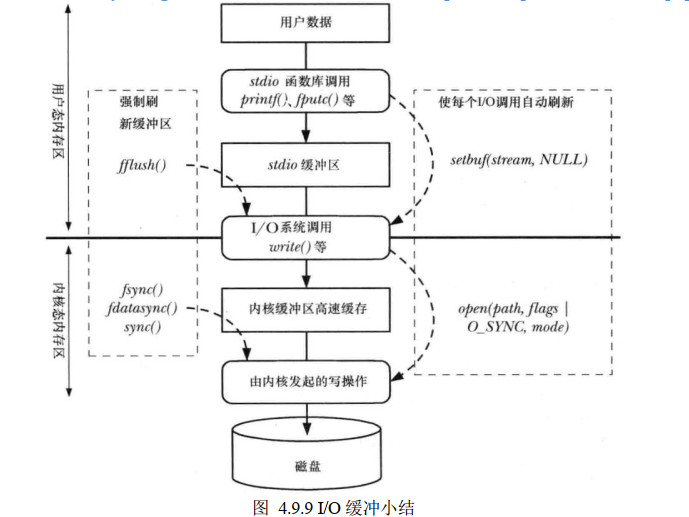 用户数据
stdio 函数库调用
printf()、fputc() 等
强制刷
新缓冲区
使每个I/O调用自动刷新
用户态内存区
fflush()
stdio 缓冲区
setbuf(stream, NULL)
I/O系统调用
write() 等
内核态内存区
fsync()
fdatasync()
sync()
内核缓冲区高速缓存
open(path, flags |
O_SYNC, mode)
由内核发起的写操作
磁盘
图 4.9.9 I/O 缓冲小结